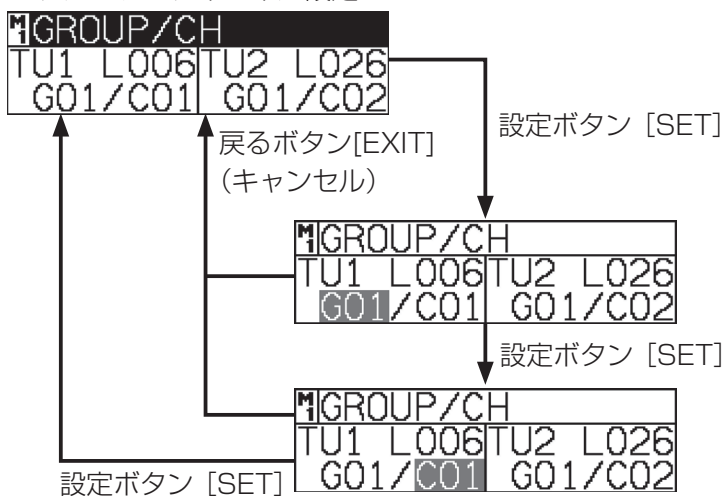 M1 GROUP/CH
TU1 L006 TU2 L026
G01/C01 G01/C02
設定ボタン [SET]
戻るボタン[EXIT]
(キャンセル)
M1 GROUP/CH
TU1 L006 TU2 L026
G01/C01 G01/C02
設定ボタン [SET]
M1 GROUP/CH
TU1 L006 TU2 L026
G01/C01 G01/C02
設定ボタン [SET]